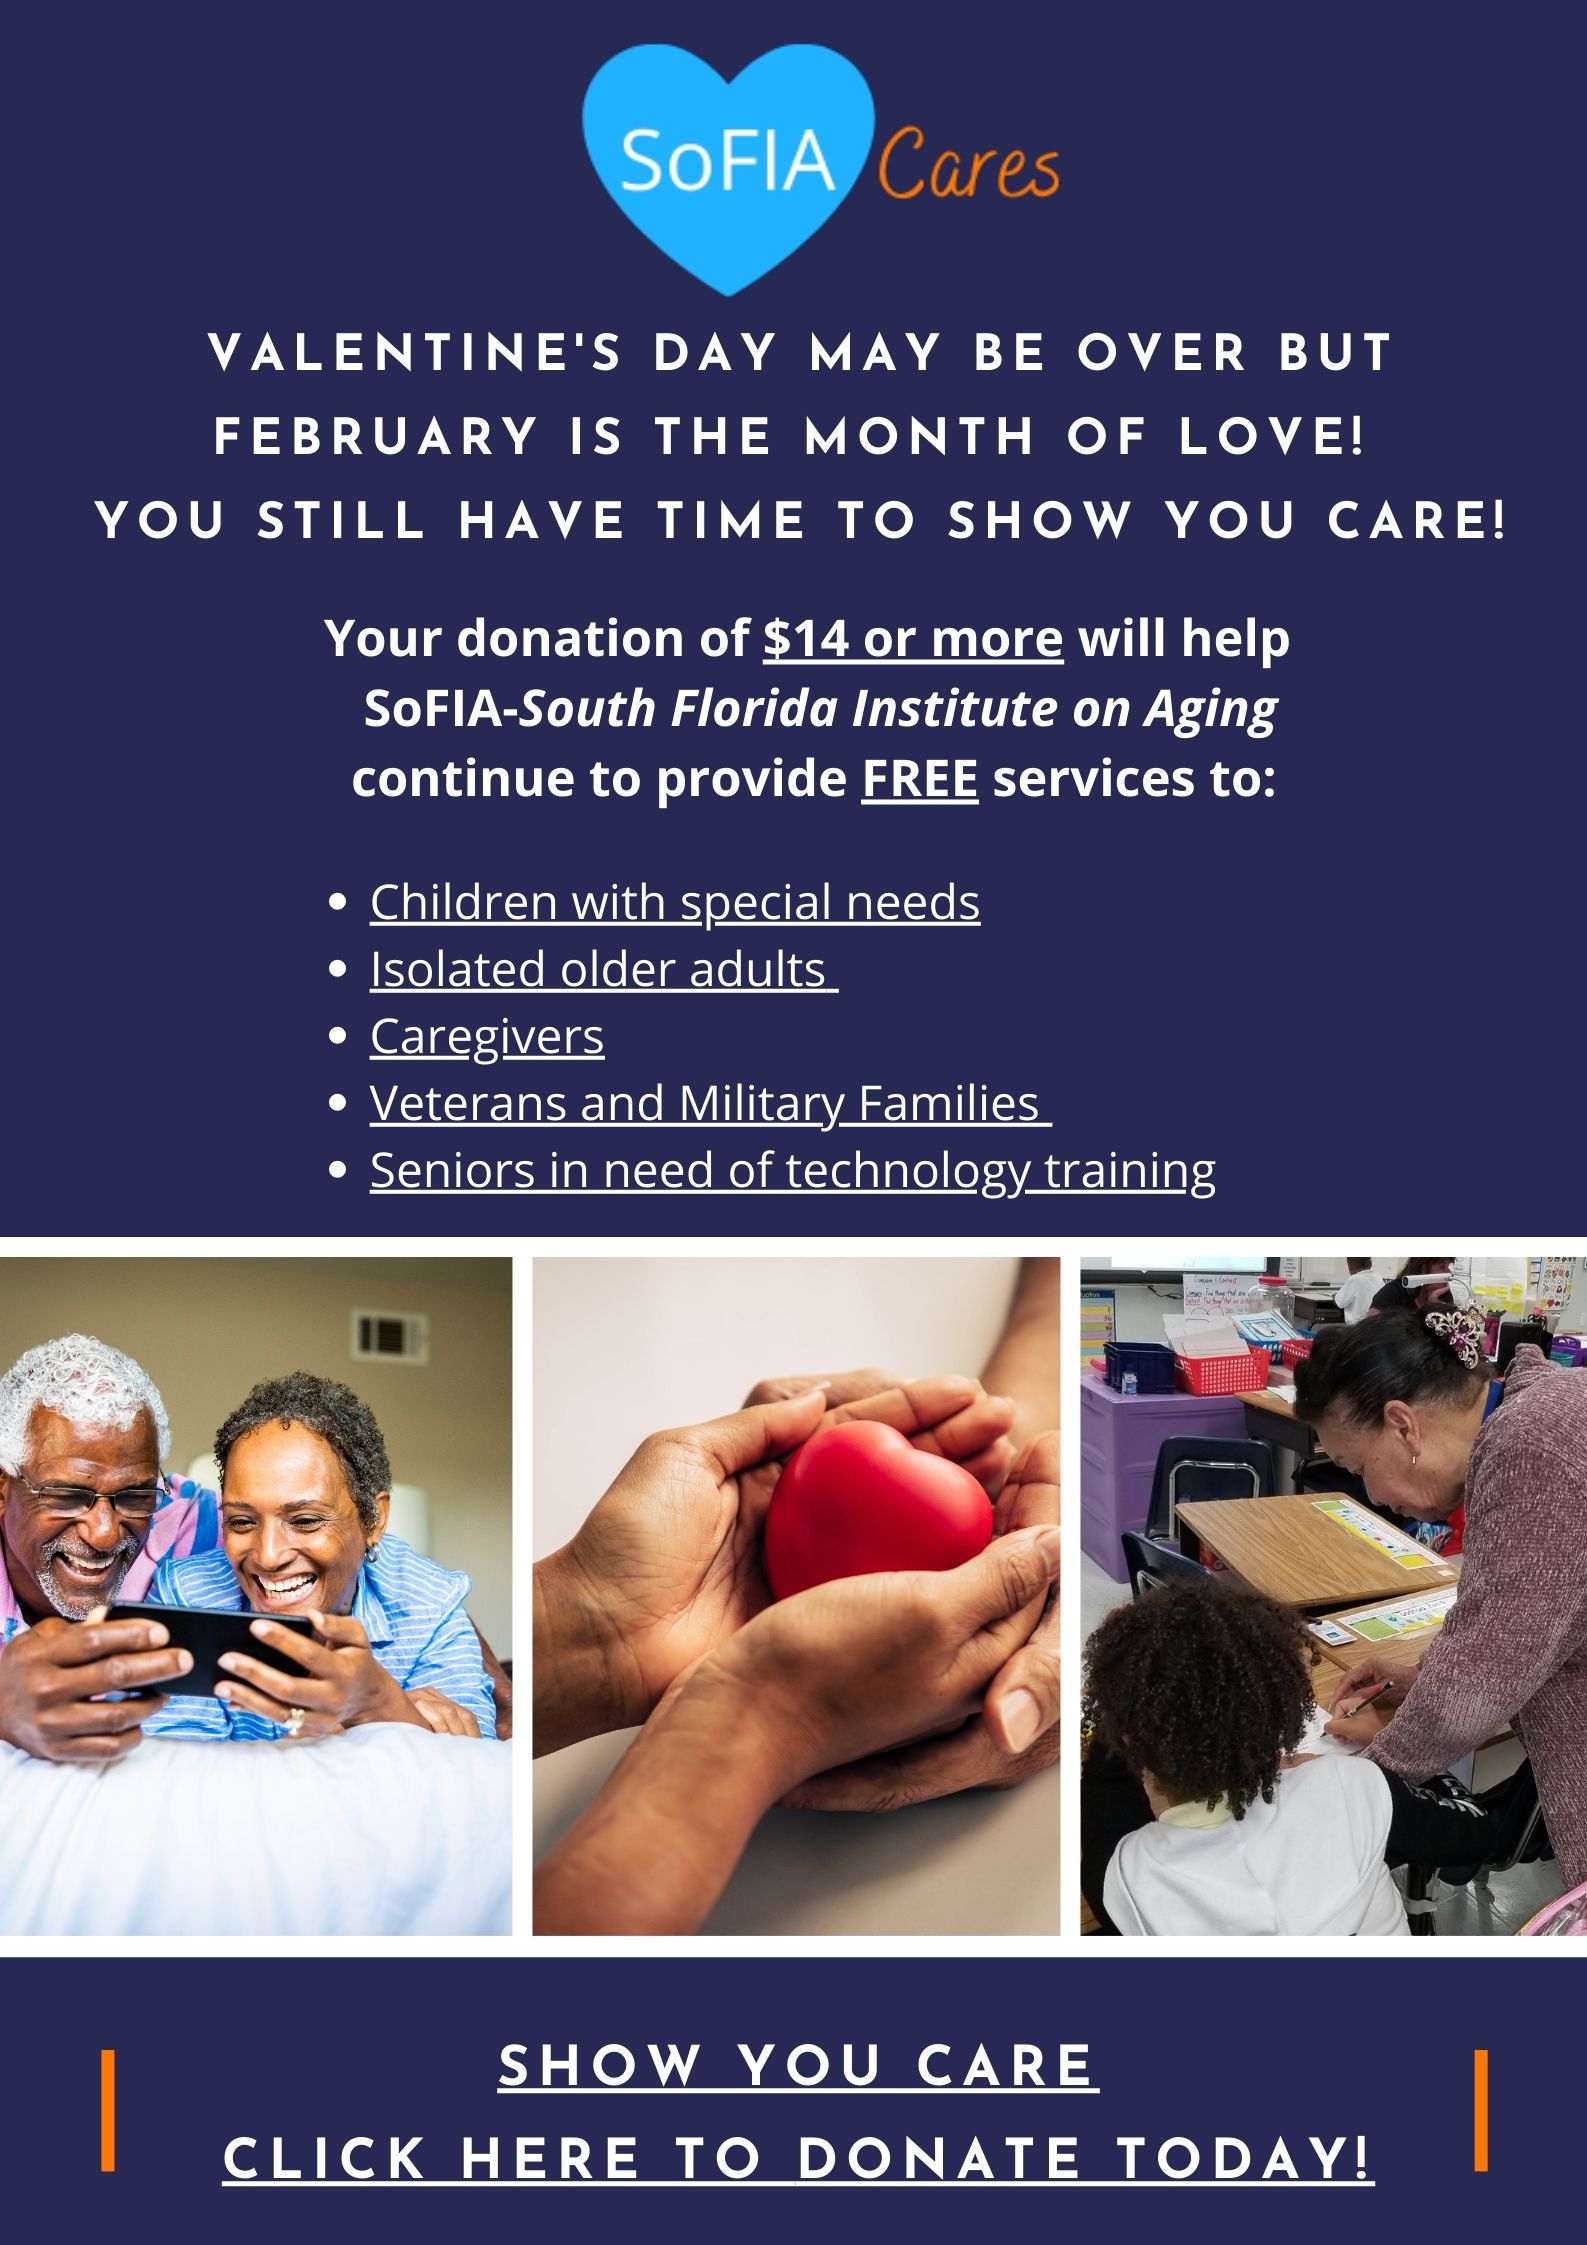 SoFIA Cares
VALENTINE'S DAY MAY BE OVER BUT
FEBRUARY IS THE MONTH OF LOVE!
YOU STILL HAVE TIME TO SHOW YOU CARE!
Your donation of $14 or more will help
SoFIA-South Florida Institute on Aging
continue to provide FREE services to:
• Children with special needs
• Isolated older adults
• Caregivers
• Veterans and Military Families
• Seniors in need of technology training
SHOW YOU CARE
CLICK HERE TO DONATE TODAY!